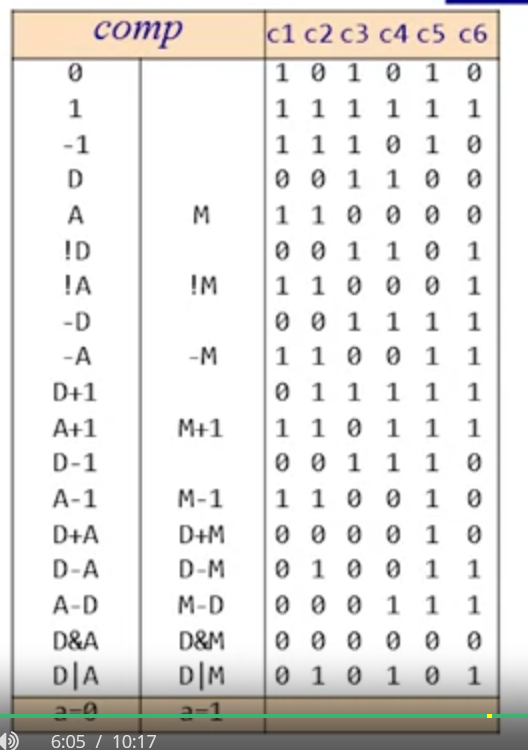 comp c1 c2 c3 c4 c5 c6
0 1 0 1 0 1 0
1 1 1 1 1 1 1
-1 1 1 1 0 1 0
D 0 0 1 1 0 0
A M 1 1 0 0 0 0
!D 0 0 1 1 0 1
!A !M 1 1 0 0 0 1
-D 0 0 1 1 1 1
-A -M 1 1 0 0 1 1
D+1 0 1 1 1 1 1
A+1 M+1 1 1 0 1 1 1
D-1 0 0 1 1 1 0
A-1 M-1 1 1 0 0 1 0
D+A D+M 0 0 0 0 1 0
D-A D-M 0 1 0 0 1 1
A-D M-D 0 0 0 1 1 1
D&A D&M 0 0 0 0 0 0
D|A D|M 0 1 0 1 0 1
a=0 a=1
6:05 / 10:17